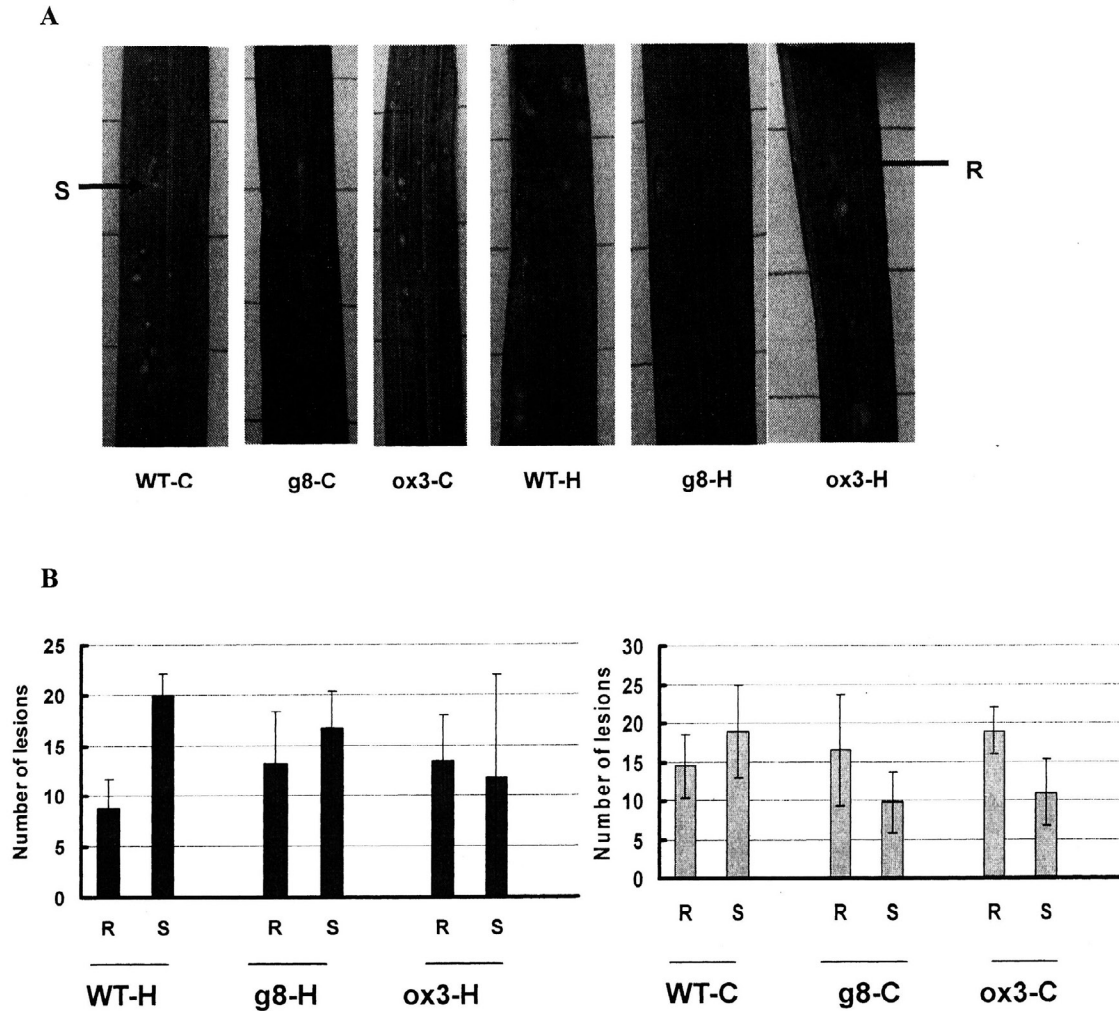 A
S
R
WT-C g8-C ox3-C WT-H g8-H ox3-H
B
Number of lesions
25
20
15
10
5
0
R S R S R S
WT-H g8-H ox3-H
Number of lesions
30
25
20
15
10
5
0
R S R S R S
WT-C g8-C ox3-C